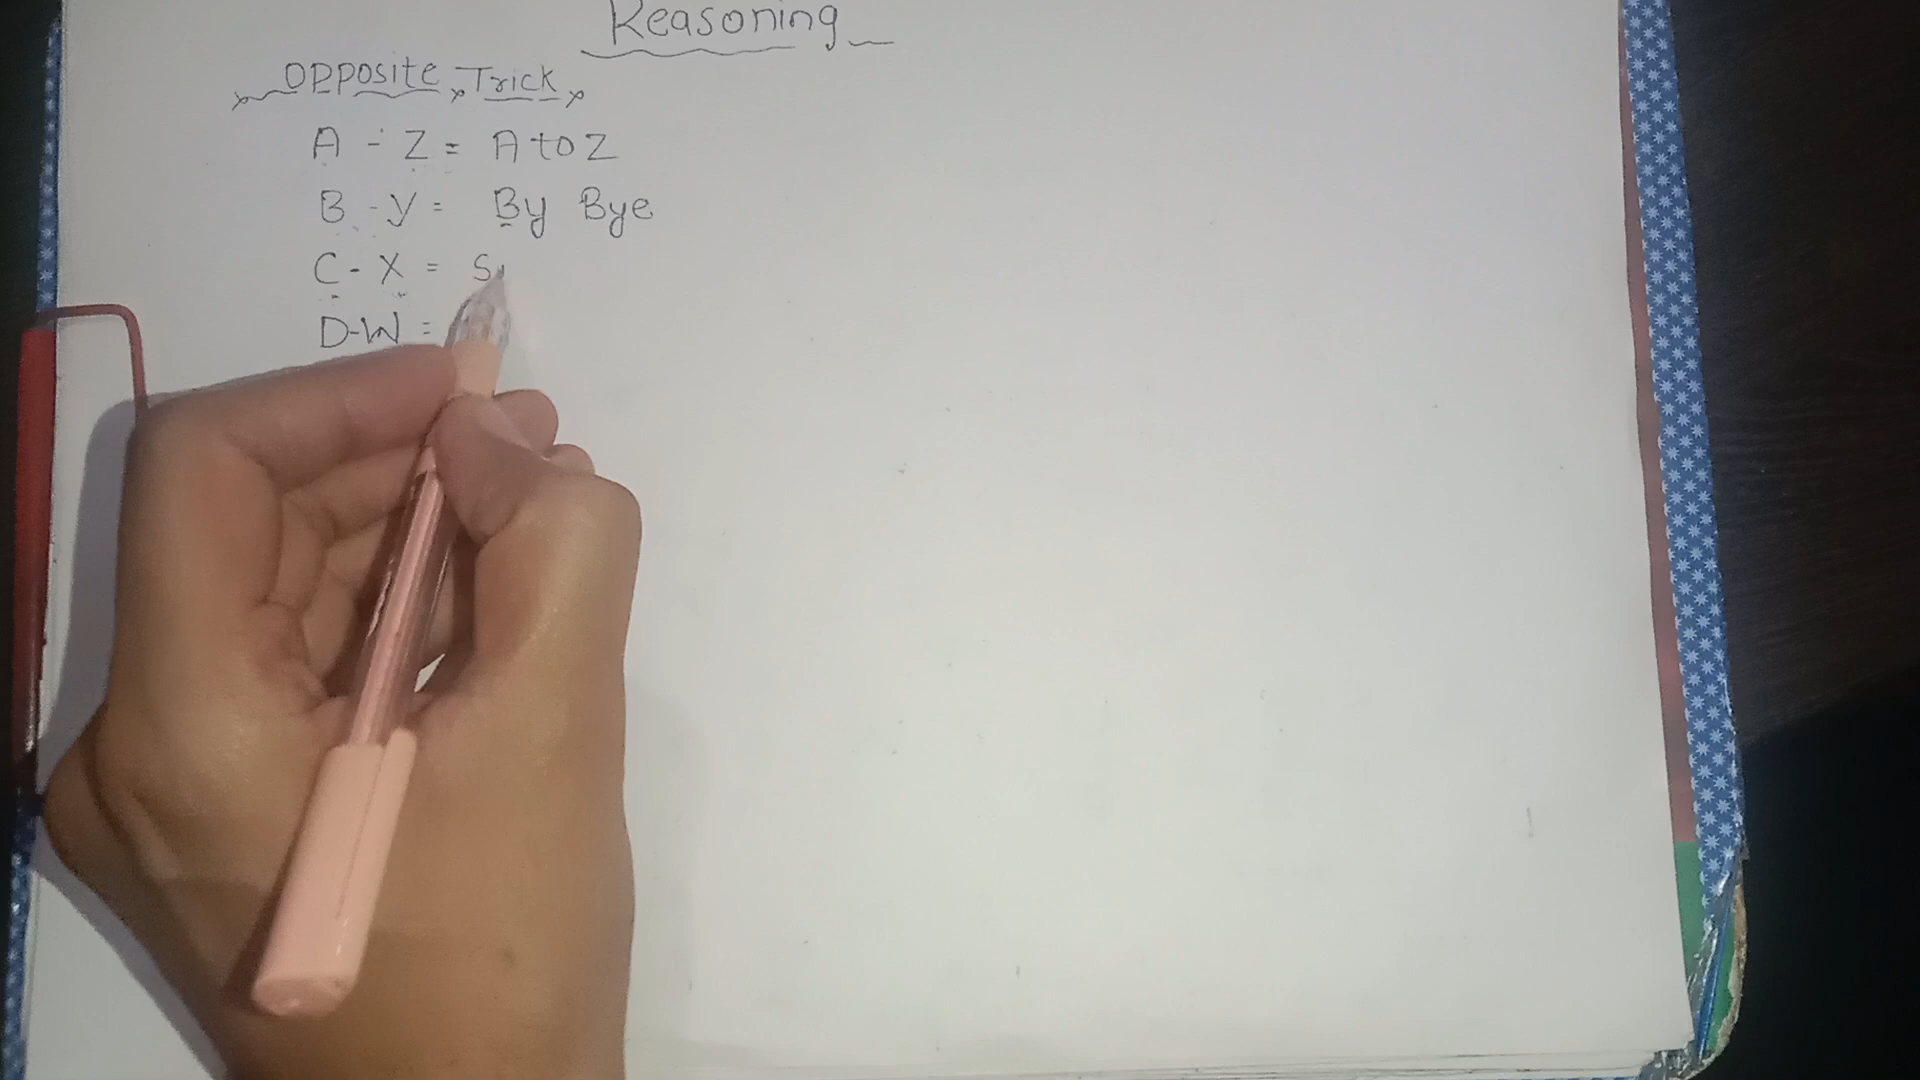 Reasoning
OPPOSITE Trick
A - Z = A to Z
B - y = By Bye
C - X = S
D-W =